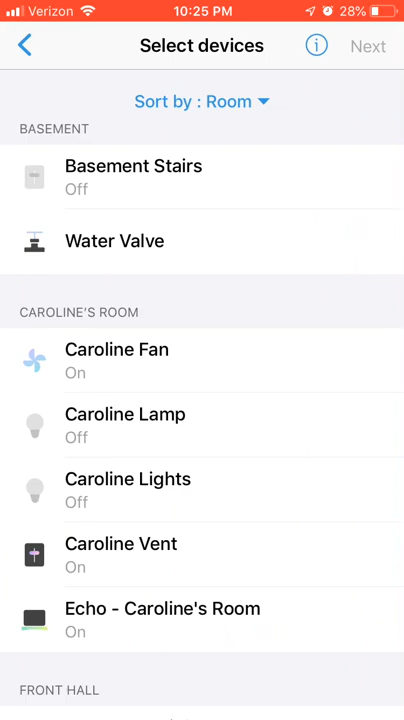 Verizon 10:25 PM 28%
Select devices Next
Sort by : Room
BASEMENT
Basement Stairs
Off
Water Valve
CAROLINE'S ROOM
Caroline Fan
On
Caroline Lamp
Off
Caroline Lights
Off
Caroline Vent
On
Echo - Caroline's Room
On
FRONT HALL